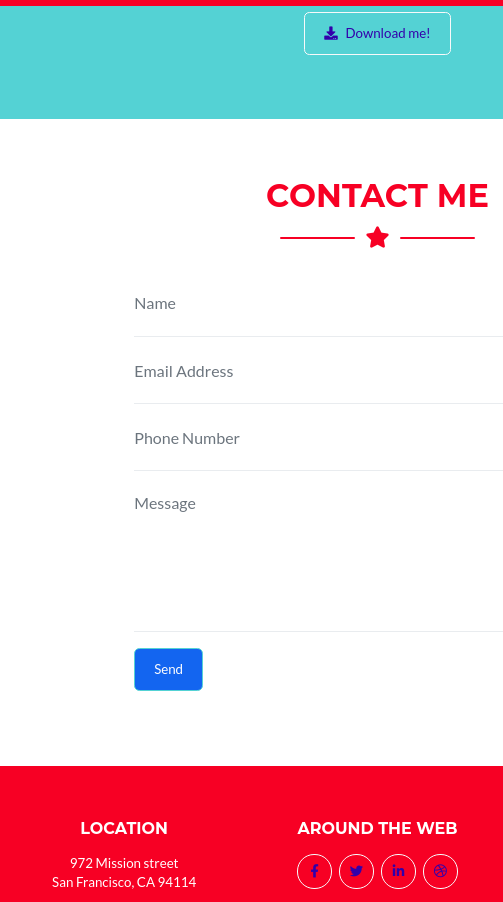 Download me!
CONTACT ME
Name
Email Address
Phone Number
Message
Send
LOCATION
972 Mission street
San Francisco, CA 94114
AROUND THE WEB